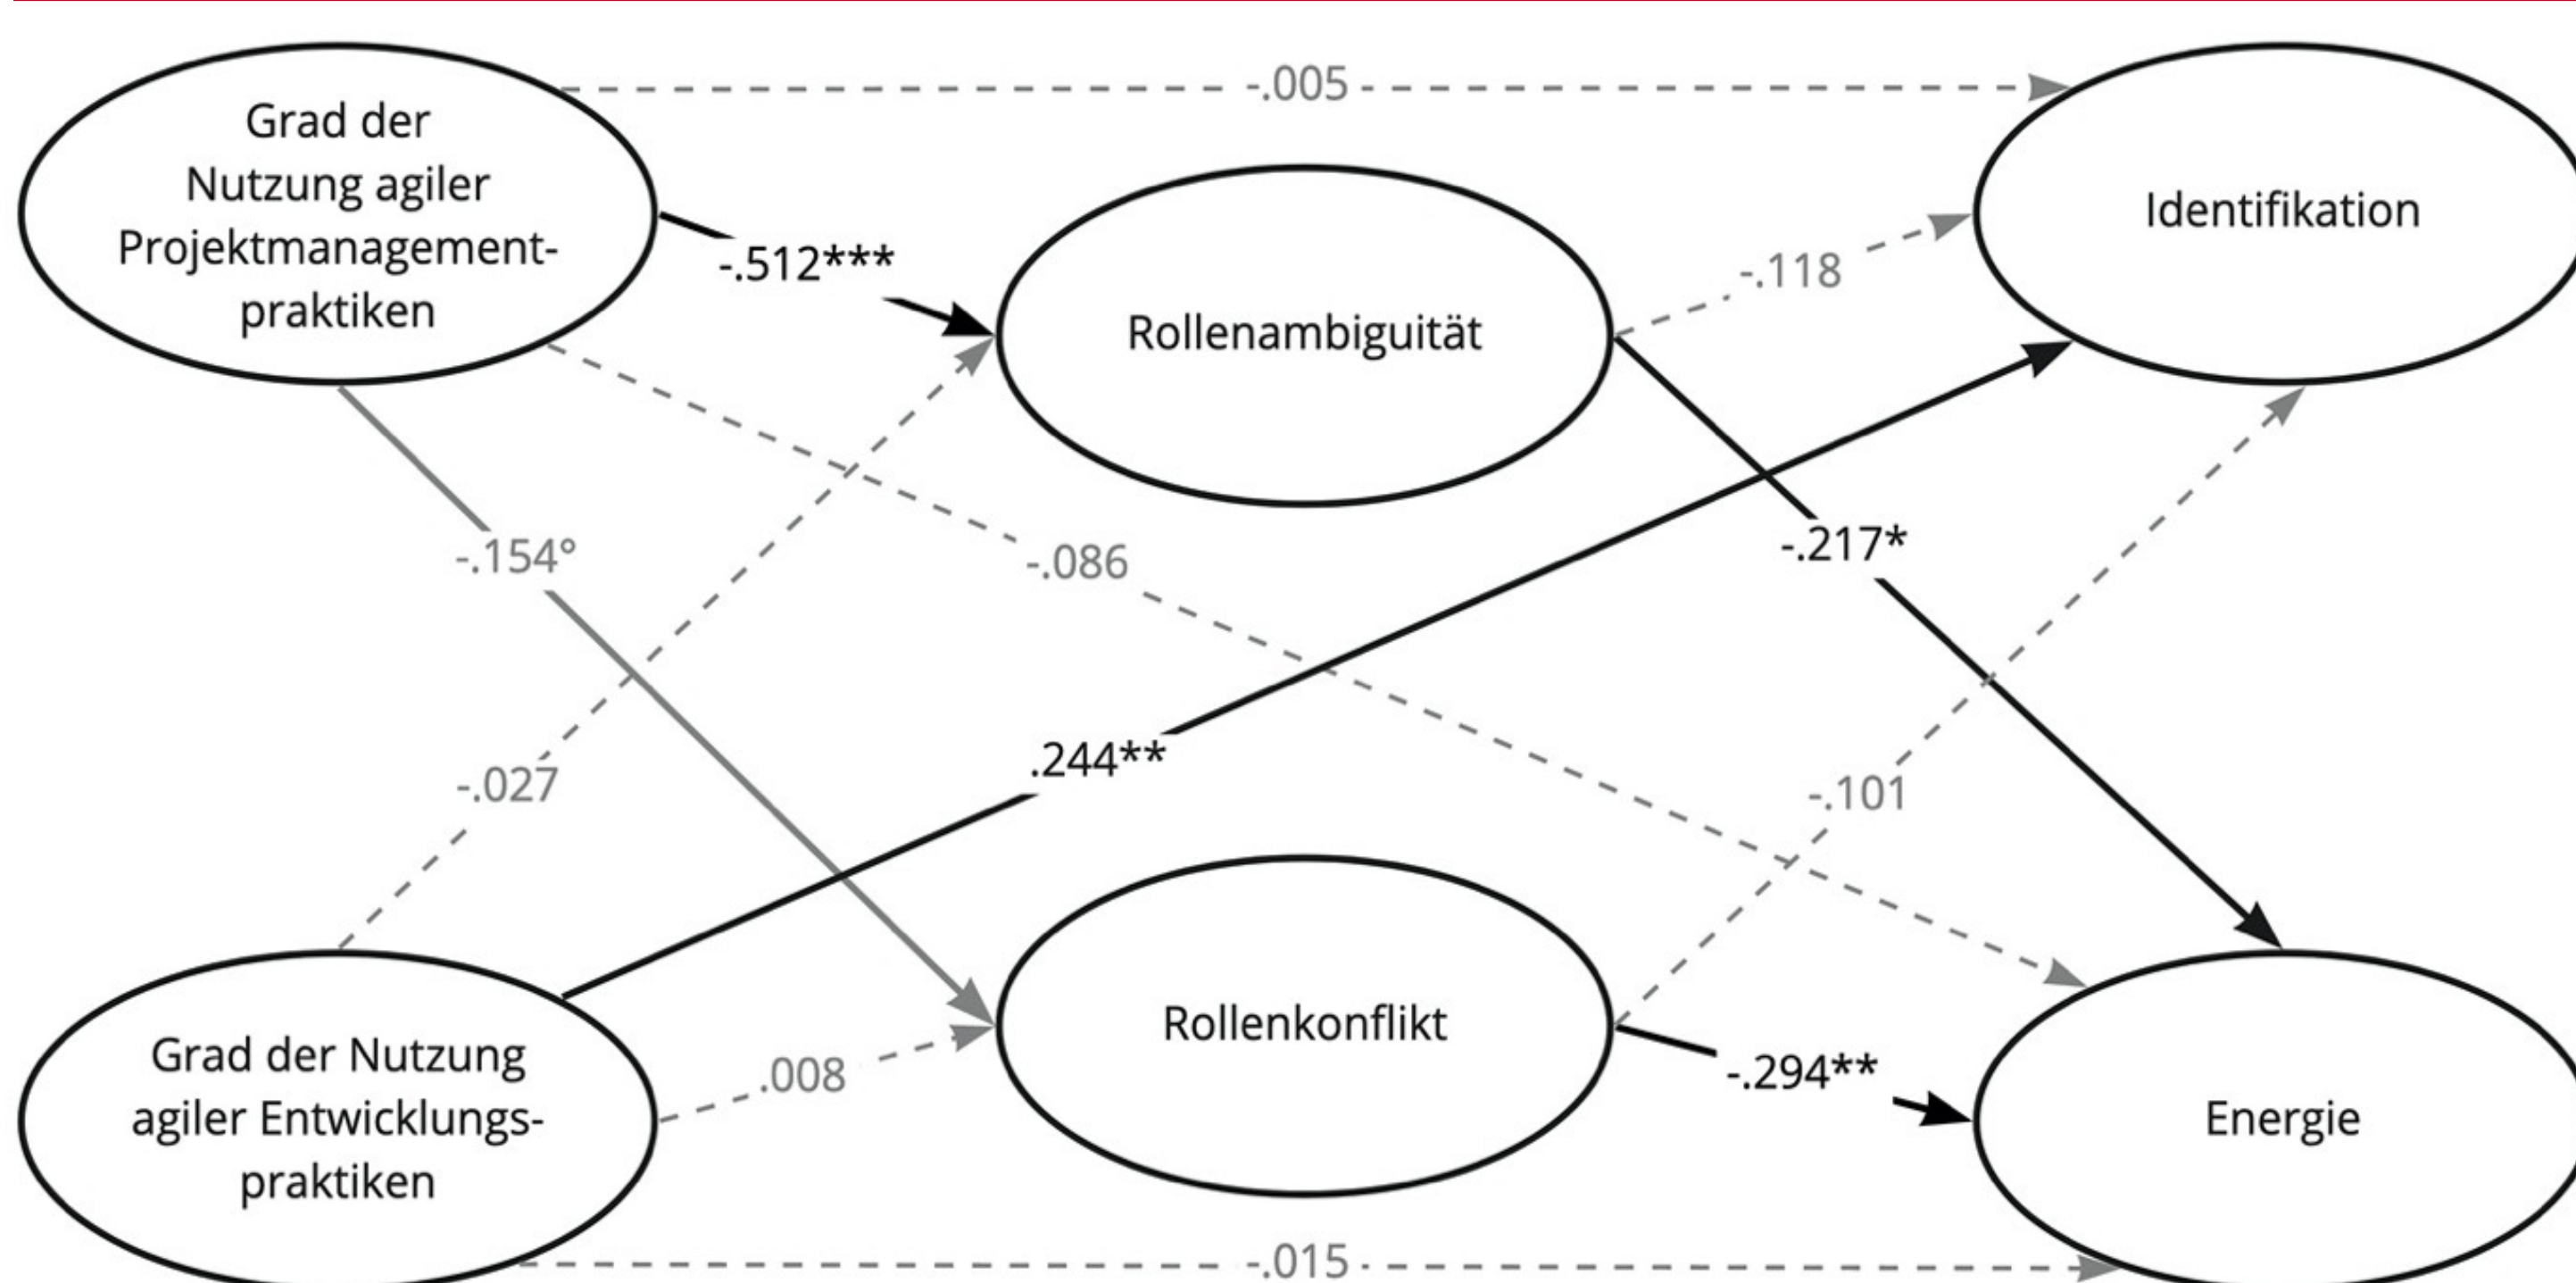 -.005
Grad der
Nutzung agiler
Projektmanagement-
praktiken
Identifikation
-.512***
Rollenambiguität
-.118
-.154°
-.086
-.217*
-.027
.244**
-.101
Rollenkonflikt
Grad der Nutzung
agiler Entwicklungs-
praktiken
.008
-.294**
Energie
-.015